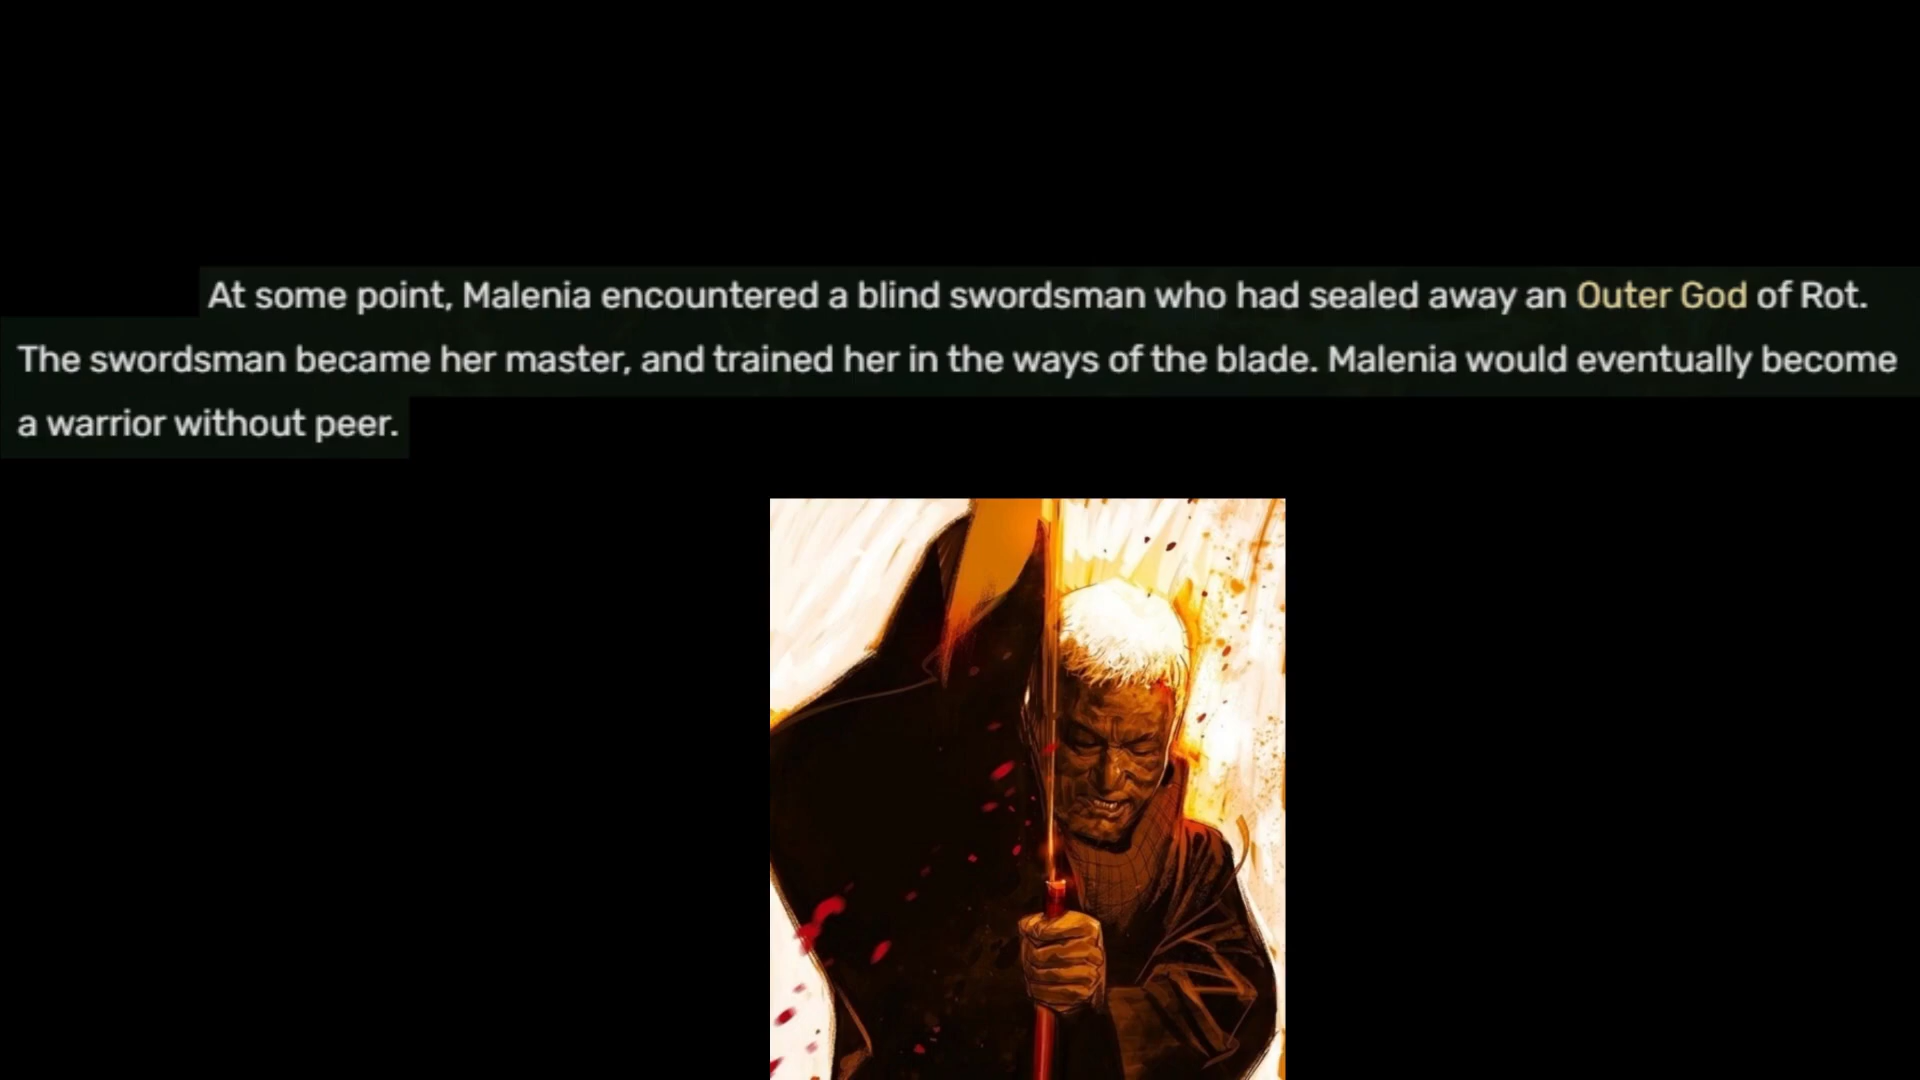 At some point, Malenia encountered a blind swordsman who had sealed away an Outer God of Rot.
The swordsman became her master, and trained her in the ways of the blade. Malenia would eventually become
a warrior without peer.